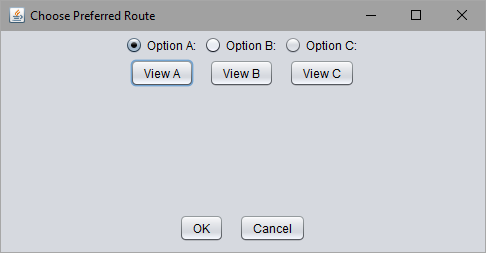 Choose Preferred Route
Option A: Option B: Option C:
View A View B View C
OK Cancel